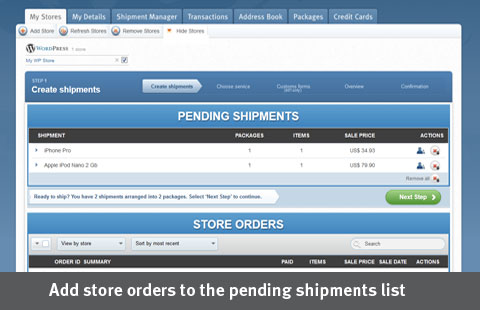 My Stores My Details Shipment Manager Transactions Address Book Packages Credit Cards
Add Store Refresh Stores Remove Stores Hide Stores
WORDPRESS 1 store
My WP Store
STEP 1
Create shipments
Create shipments Choose service Customs forms Overview Confirmation
PENDING SHIPMENTS
SHIPMENT PACKAGES ITEMS SALE PRICE ACTIONS
iPhone Pro 1 1 US$ 34.93
Apple iPod Nano 2 Gb 1 1 US$ 79.90
Remove all
Ready to ship? You have 2 shipments arranged into 2 packages. Select 'Next Step' to continue.
Next Step
STORE ORDERS
View by store Sort by most recent Search
ORDER ID SUMMARY PAID ITEMS SALE PRICE SALE DATE ACTIONS
Add store orders to the pending shipments list